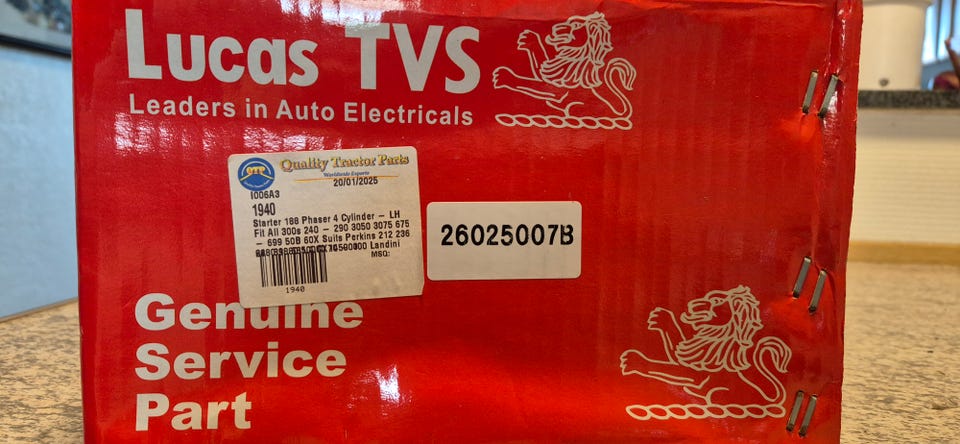 Lucas TVS
Leaders in Auto Electricals
QTP
Quality Tractor Parts
Worldwide Exports
20/01/2025
I006A3
1940
Starter 188 Phaser 4 Cylinder - LH
Fit All 300s 240 - 290 3050 3075 675
- 699 50B 60X Suits Perkins 212 236
Landini
MSQ:
1940
26025007B
Genuine
Service
Part